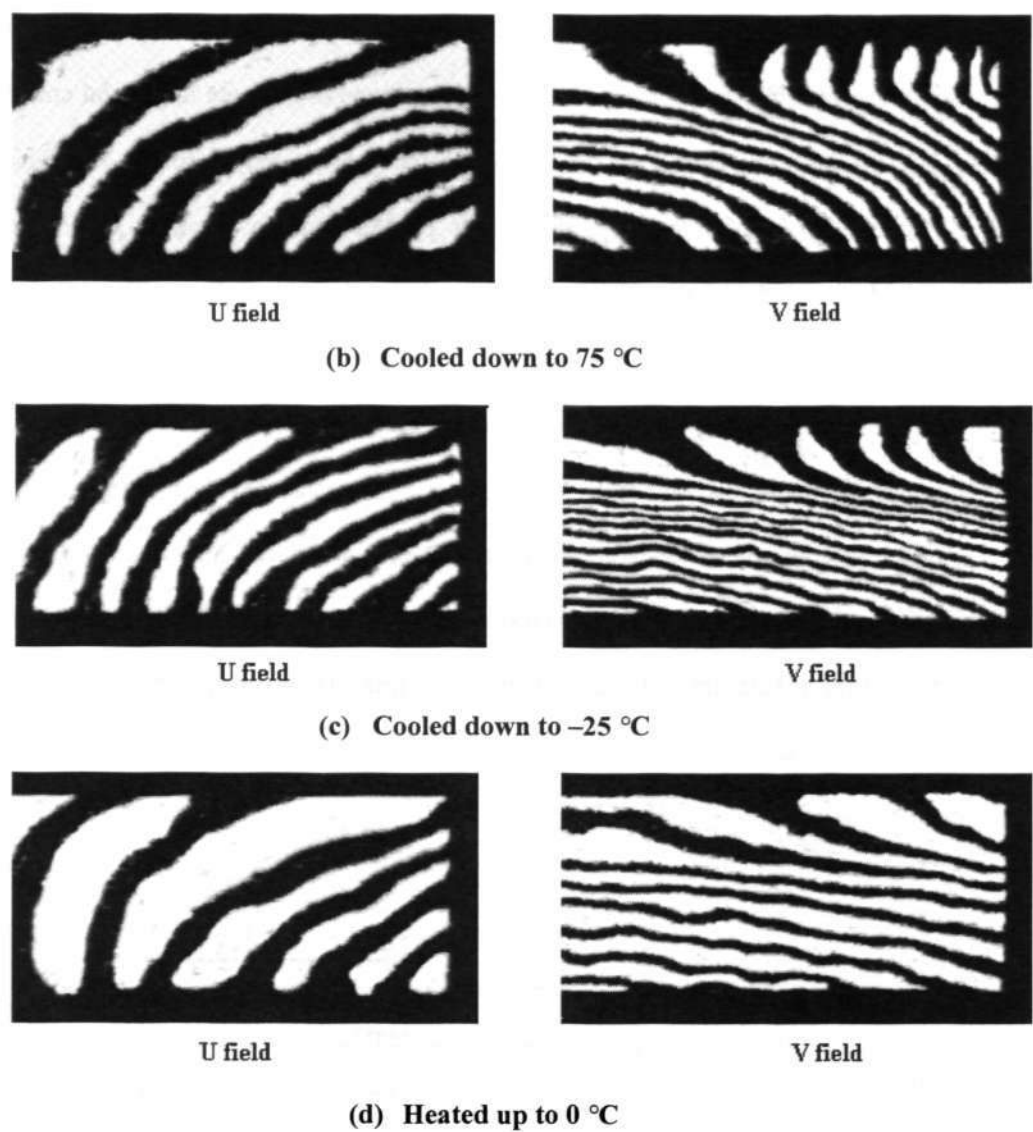 U field
V field
(b) Cooled down to 75 °C
U field
V field
(c) Cooled down to –25 °C
U field
V field
(d) Heated up to 0 °C